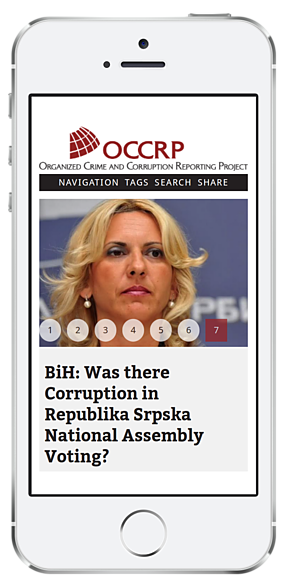 OCCRP
ORGANIZED CRIME AND CORRUPTION REPORTING PROJECT
NAVIGATION TAGS SEARCH SHARE
1 2 3 4 5 6 7
BiH: Was there
Corruption in
Republika Srpska
National Assembly
Voting?